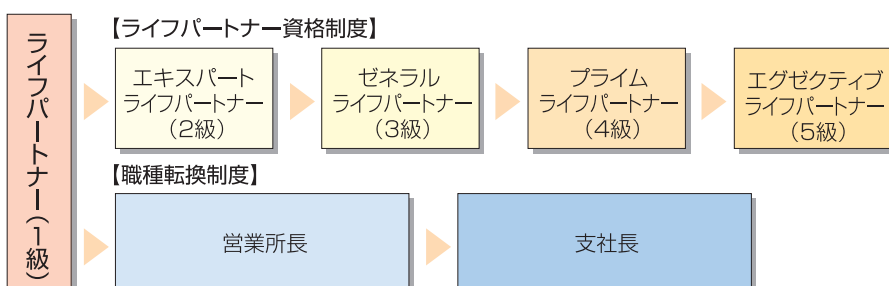 ライフパートナー(1級)
【ライフパートナー資格制度】
エキスパート
ライフパートナー
(2級)
ゼネラル
ライフパートナー
(3級)
プライム
ライフパートナー
(4級)
エグゼクティブ
ライフパートナー
(5級)
【職種転換制度】
営業所長
支社長